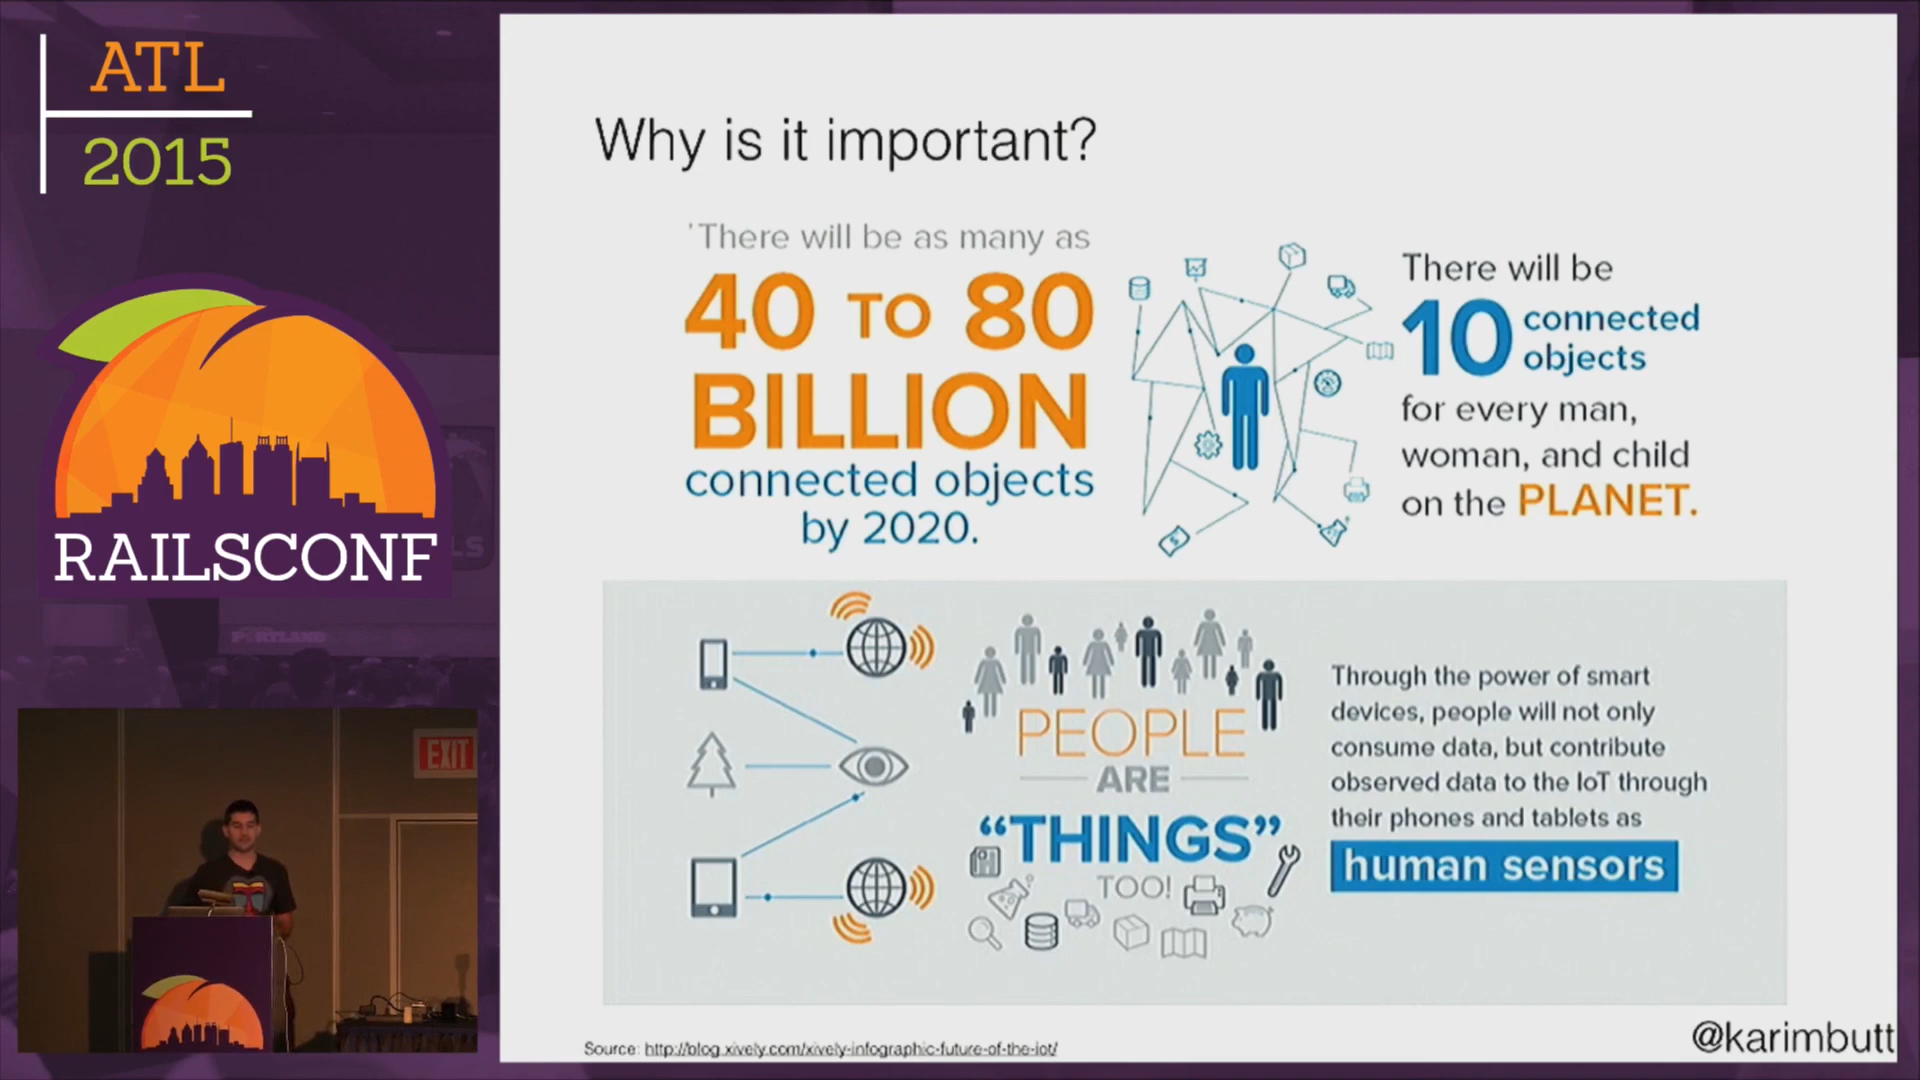 ATL
2015
RAILSCONF
EXIT
Why is it important?
There will be as many as
40 TO 80
BILLION
connected objects
by 2020.
There will be
10 connected
objects
for every man,
woman, and child
on the PLANET.
PEOPLE
ARE
“THINGS”
TOO!
Through the power of smart
devices, people will not only
consume data, but contribute
observed data to the IoT through
their phones and tablets as
human sensors
Source: http://blog.xively.com/xively-infographic-future-of-the-iot/
@karimbutt